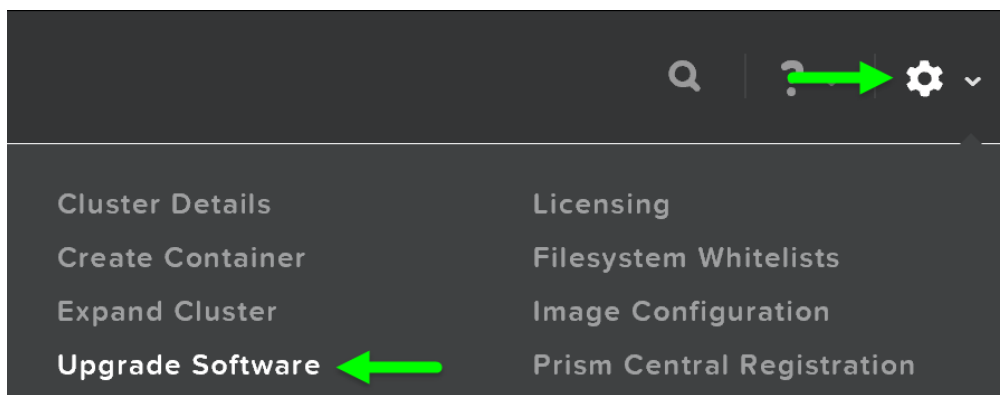 ?
Cluster Details
Licensing
Create Container
Filesystem Whitelists
Expand Cluster
Image Configuration
Upgrade Software
Prism Central Registration